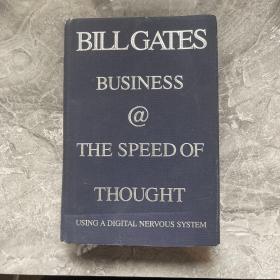 BILL GATES
BUSINESS
@
THE SPEED OF
THOUGHT
USING A DIGITAL NERVOUS SYSTEM